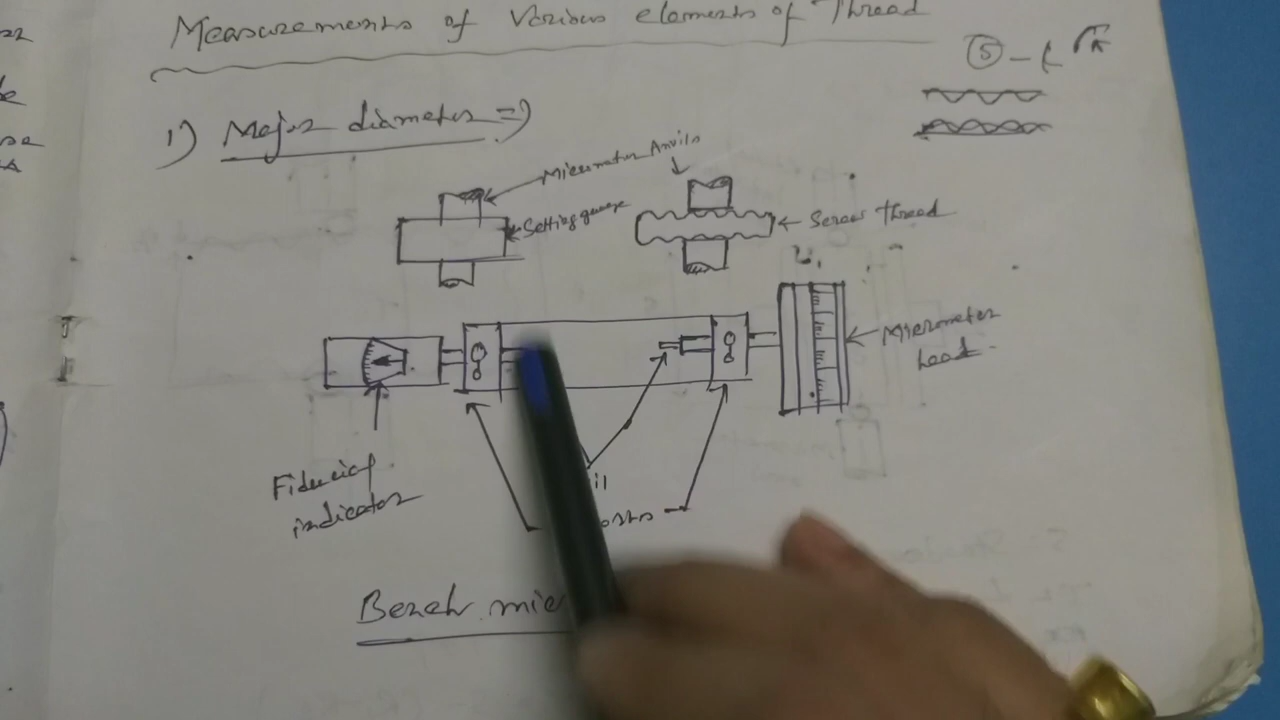 Measurements of Various elements of Thread
1) Major diameter =>
Micrometer Anvils
Setting gauge
Screw thread
Micrometer
head
Fiducial
indicator
Bench mic